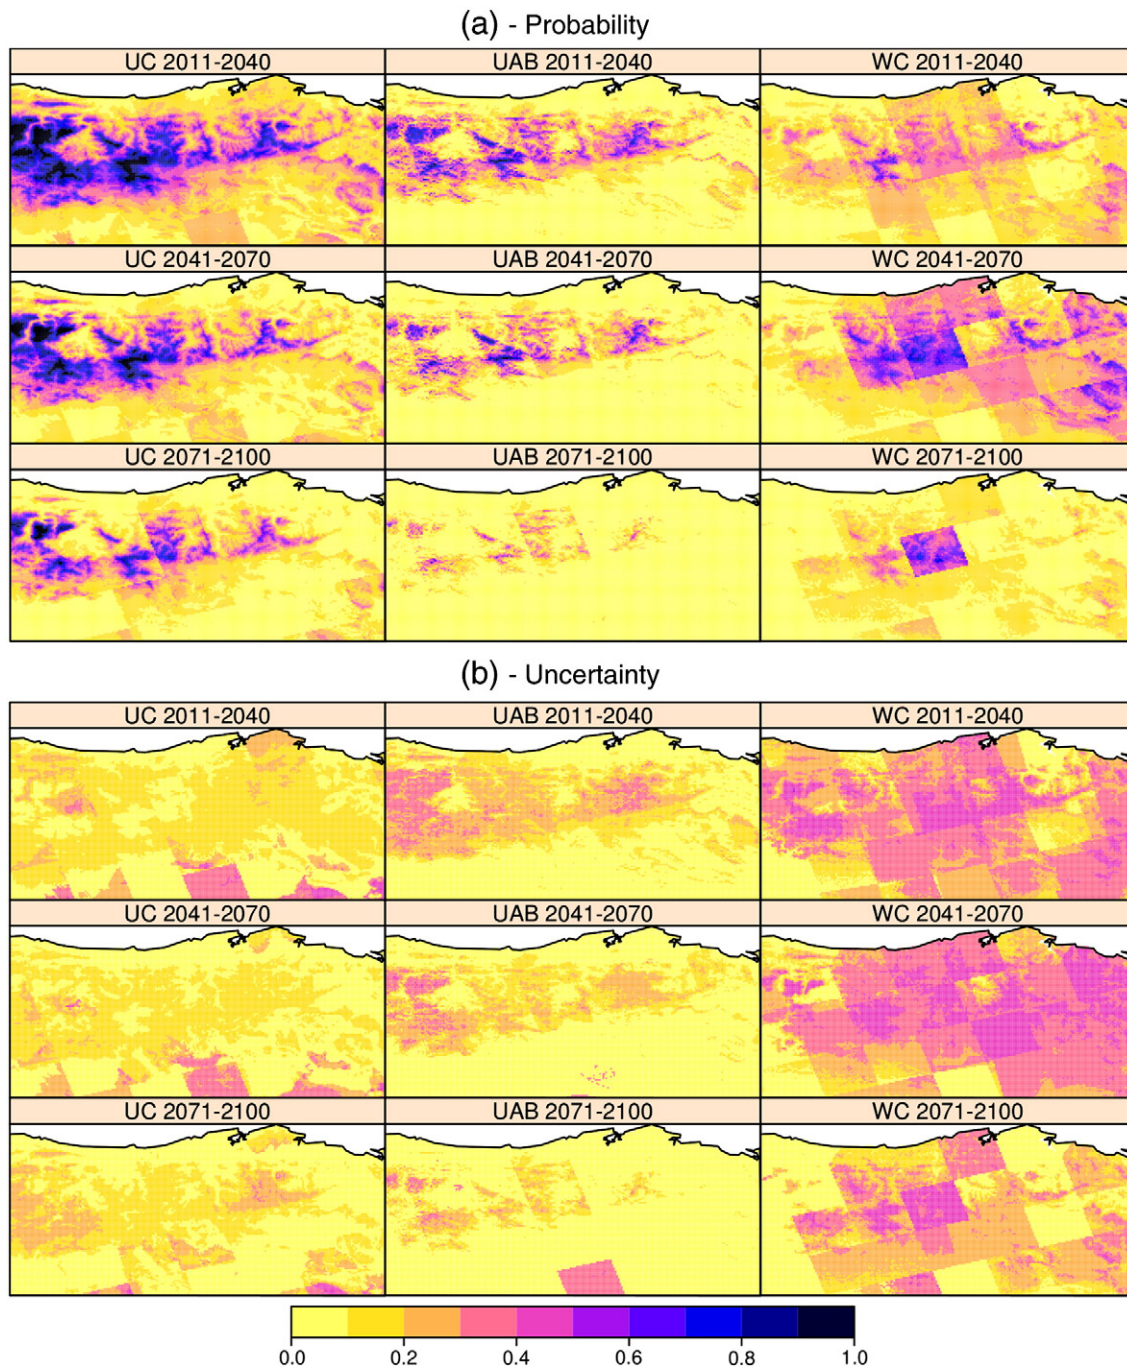 (a) - Probability
UC 2011-2040 UAB 2011-2040 WC 2011-2040
UC 2041-2070 UAB 2041-2070 WC 2041-2070
UC 2071-2100 UAB 2071-2100 WC 2071-2100
(b) - Uncertainty
UC 2011-2040 UAB 2011-2040 WC 2011-2040
UC 2041-2070 UAB 2041-2070 WC 2041-2070
UC 2071-2100 UAB 2071-2100 WC 2071-2100
0.0 0.2 0.4 0.6 0.8 1.0